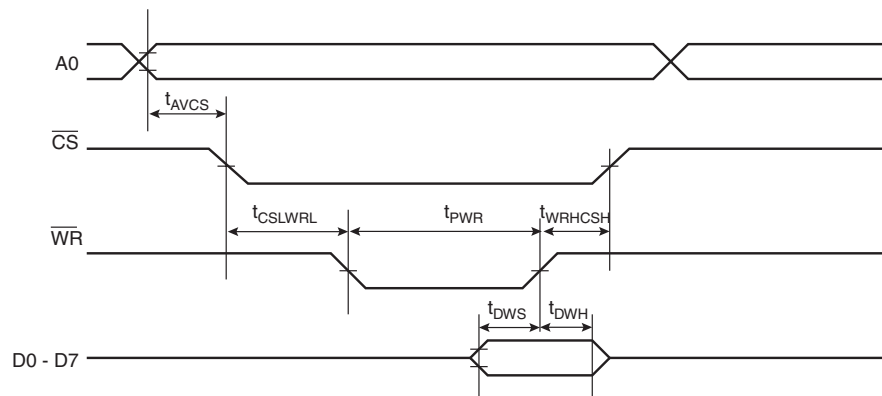 A0
tAVCS
CS
tCSLWRL
tPWR
tWRHCSH
WR
tDWS
tDWH
D0 - D7